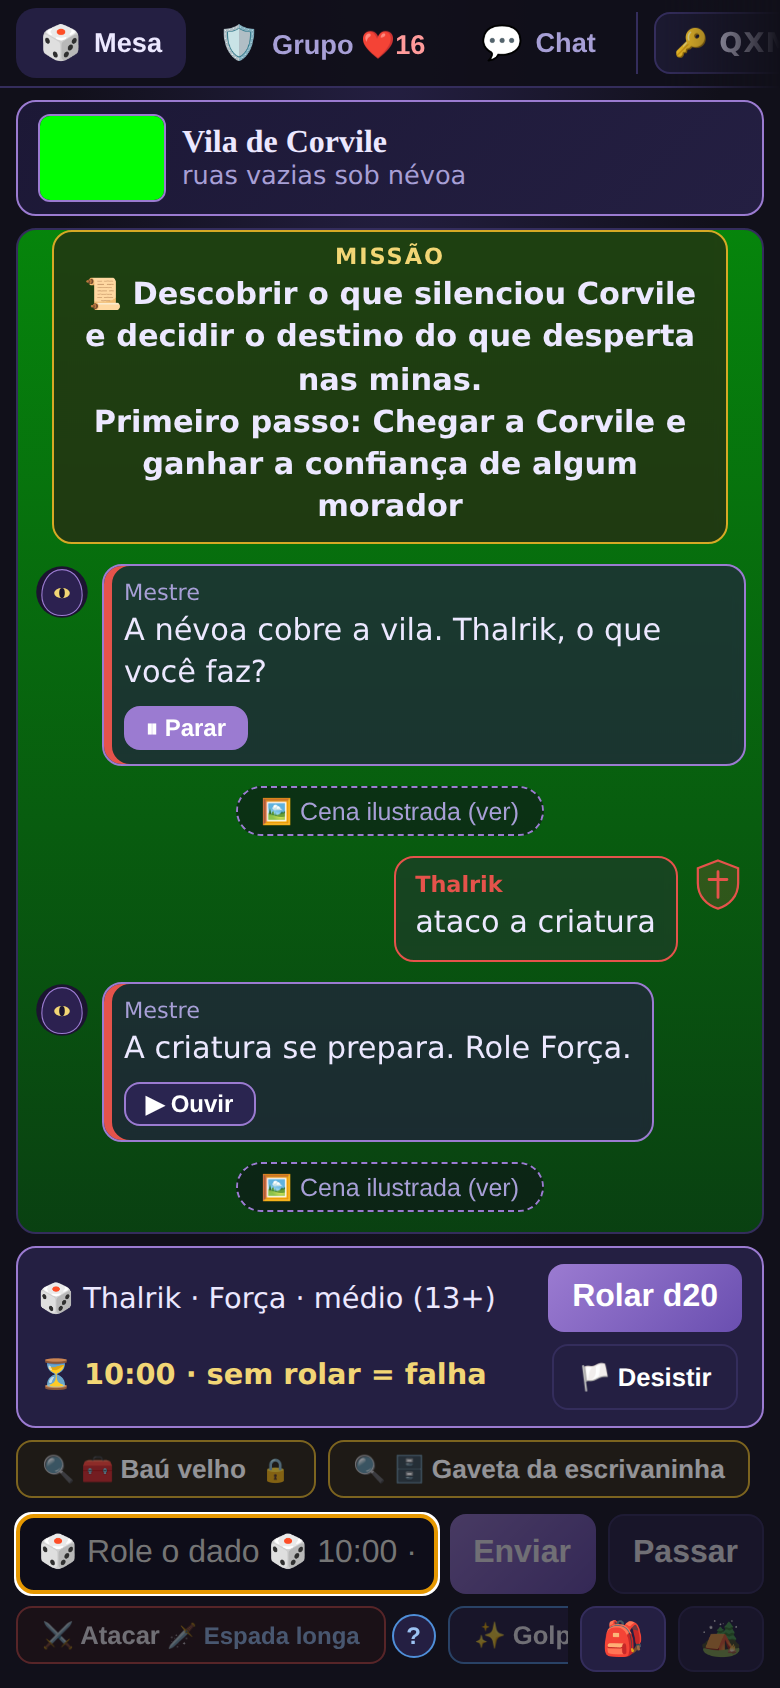 Mesa
Grupo ❤️16
Chat
Vila de Corvile
ruas vazias sob névoa
MISSÃO
📜 Descobrir o que silenciou Corvile
e decidir o destino do que desperta
nas minas.
Primeiro passo: Chegar a Corvile e
ganhar a confiança de algum
morador
Mestre
A névoa cobre a vila. Thalrik, o que
você faz?
⏸ Parar
🖼️ Cena ilustrada (ver)
Thalrik
ataco a criatura
Mestre
A criatura se prepara. Role Força.
▶ Ouvir
🖼️ Cena ilustrada (ver)
🎲 Thalrik · Força · médio (13+)
Rolar d20
⏳ 10:00 · sem rolar = falha
🏳️ Desistir
🔍 🧰 Baú velho 🔒
🔍 🗄️ Gaveta da escrivaninha
🎲 Role o dado 🎲 10:00 ·
Enviar
Passar
⚔️ Atacar 🗡️ Espada longa
?
✨ Golp